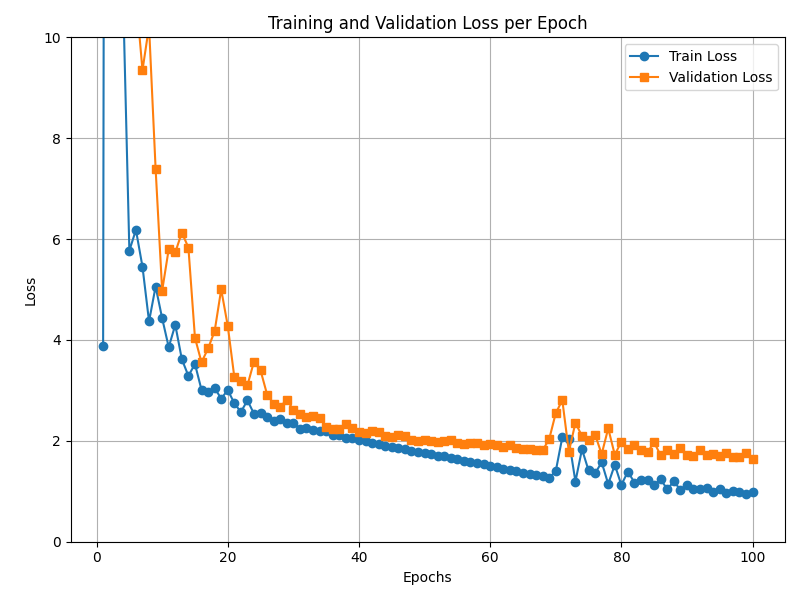 Training and Validation Loss per Epoch
10
8
6
4
2
0
Loss
Train Loss
Validation Loss
0 20 40 60 80 100
Epochs